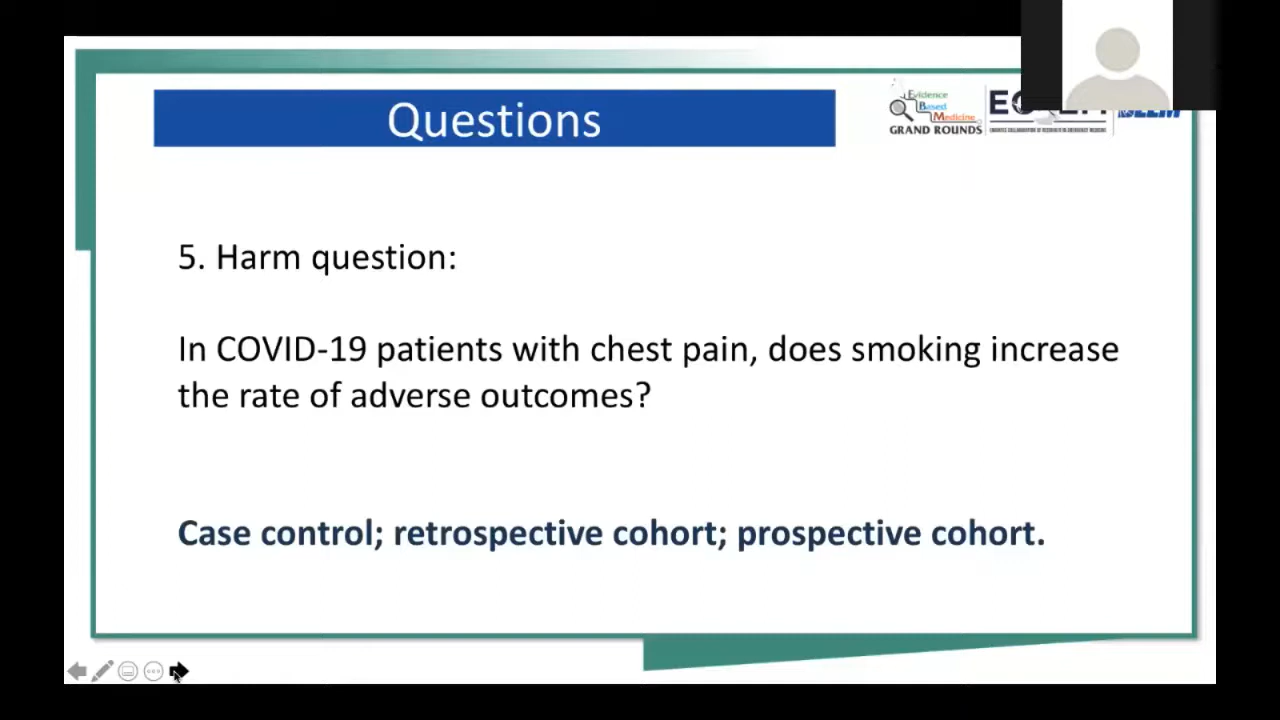 Questions
Evidence
Based
Medicine
GRAND ROUNDS
5. Harm question:
In COVID-19 patients with chest pain, does smoking increase
the rate of adverse outcomes?
Case control; retrospective cohort; prospective cohort.